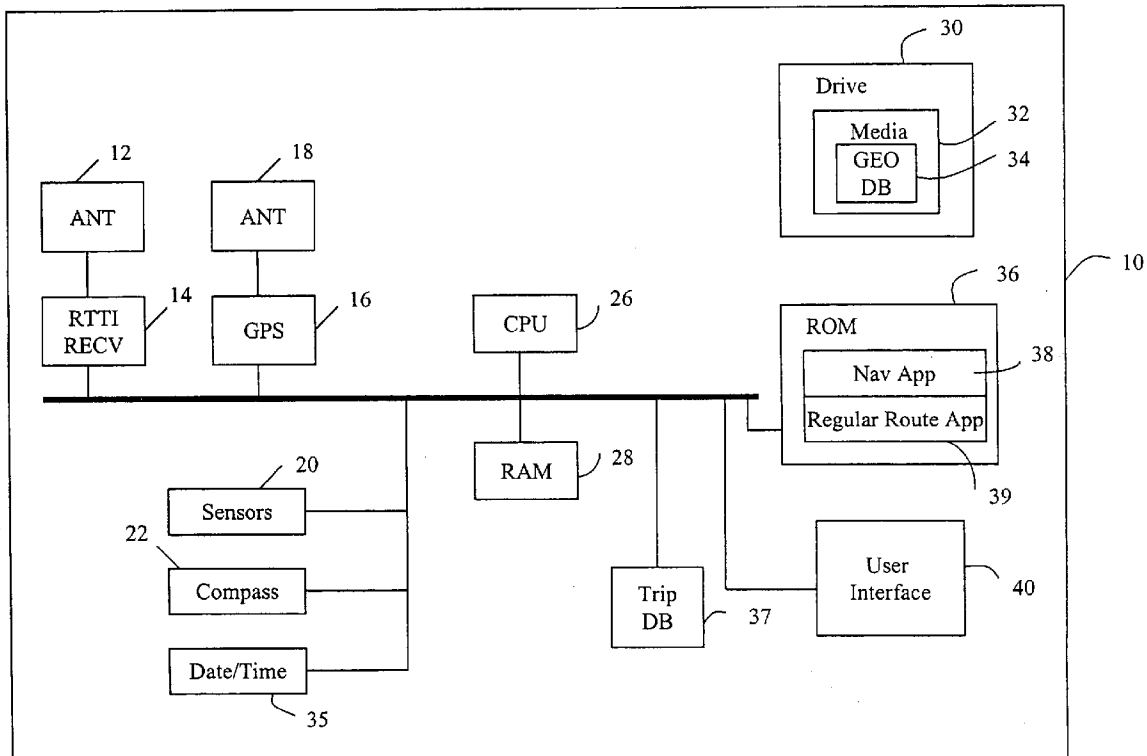 30
Drive
32
Media
GEO
DB
34
12
ANT
18
ANT
10
14
RTTI
RECV
16
GPS
26
CPU
36
ROM
38
Nav App
Regular Route App
39
20
Sensors
RAM
28
22
Compass
Trip
DB
37
User
Interface
40
Date/Time
35